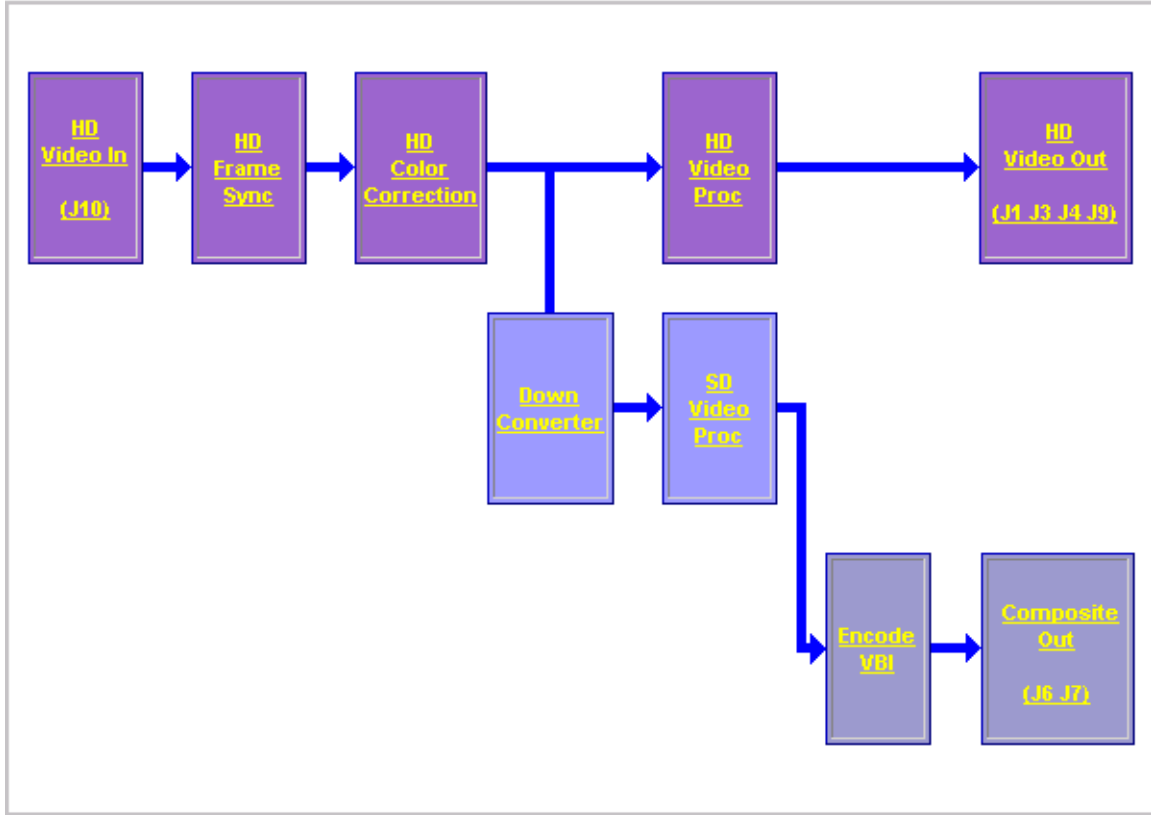 HD
Video In
(J10)
HD
Frame
Sync
HD
Color
Correction
HD
Video
Proc
HD
Video Out
(J1 J3 J4 J9)
Down
Converter
SD
Video
Proc
Encode
VBI
Composite
Out
(J6 J7)